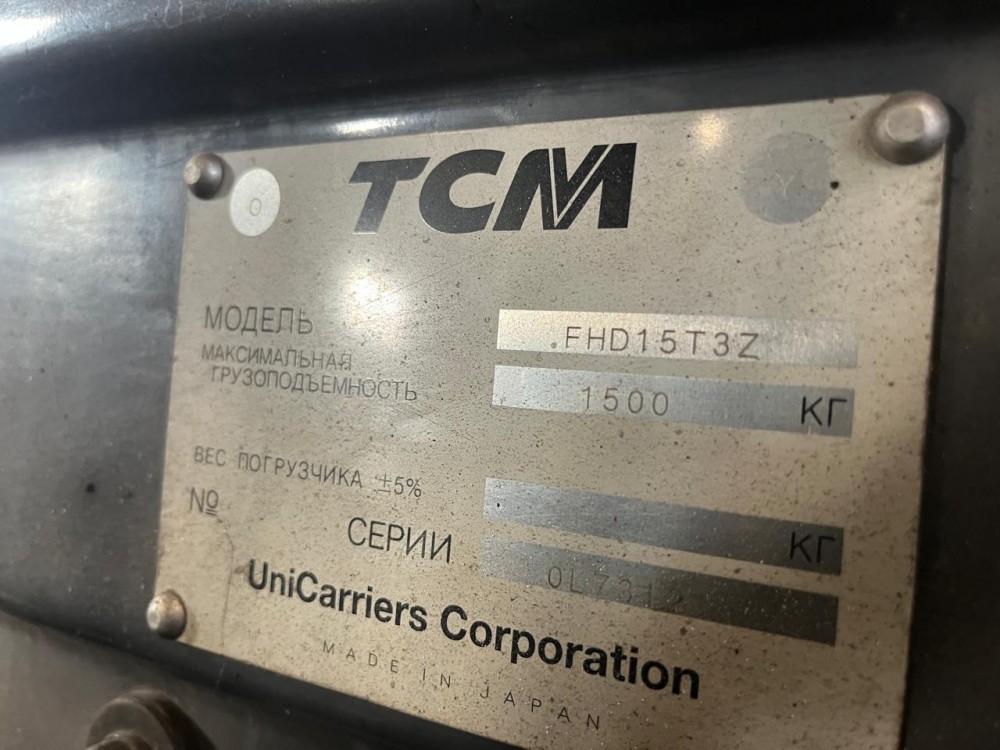 TCM
O
Y
МОДЕЛЬ FHD15T3Z
МАКСИМАЛЬНАЯ
ГРУЗОПОДЪЕМНОСТЬ 1500 КГ
ВЕС ПОГРУЗЧИКА ±5% КГ
№ СЕРИИ
UniCarriers Corporation
MADE IN JAPAN